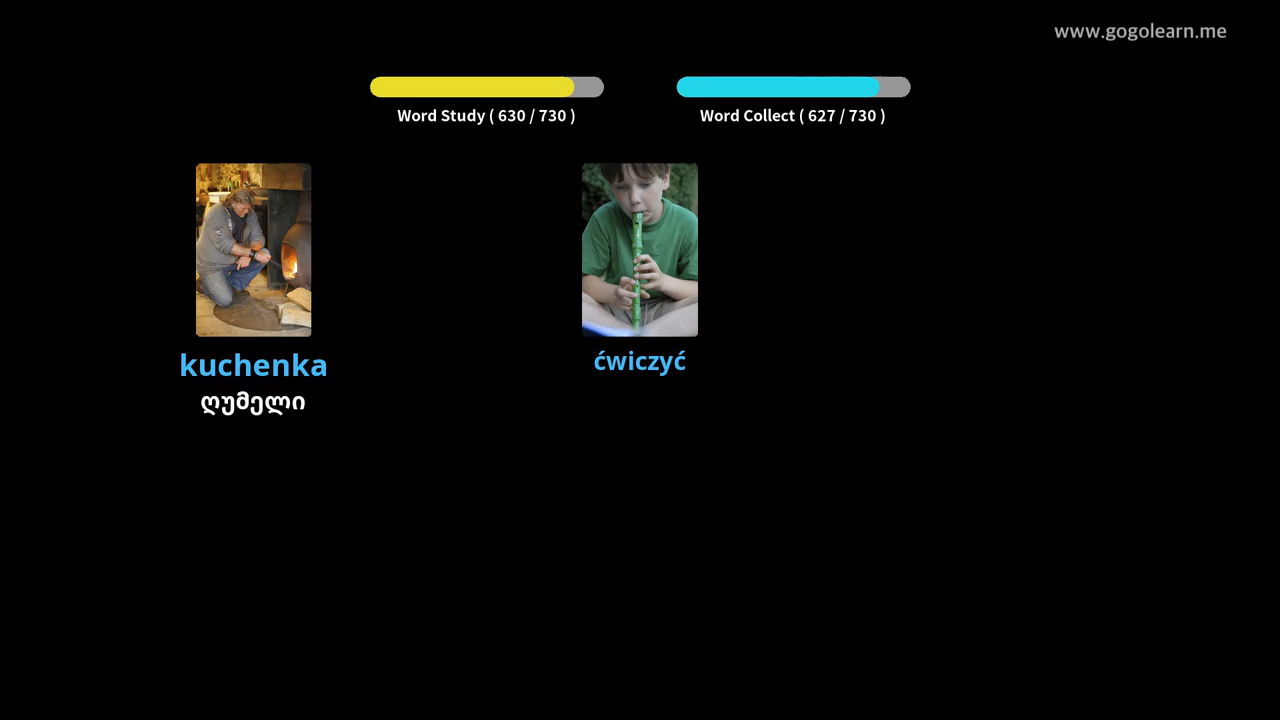 www.gogolearn.me
Word Study ( 630 / 730 )
Word Collect ( 627 / 730 )
kuchenka
ღუმელი
ćwiczyć